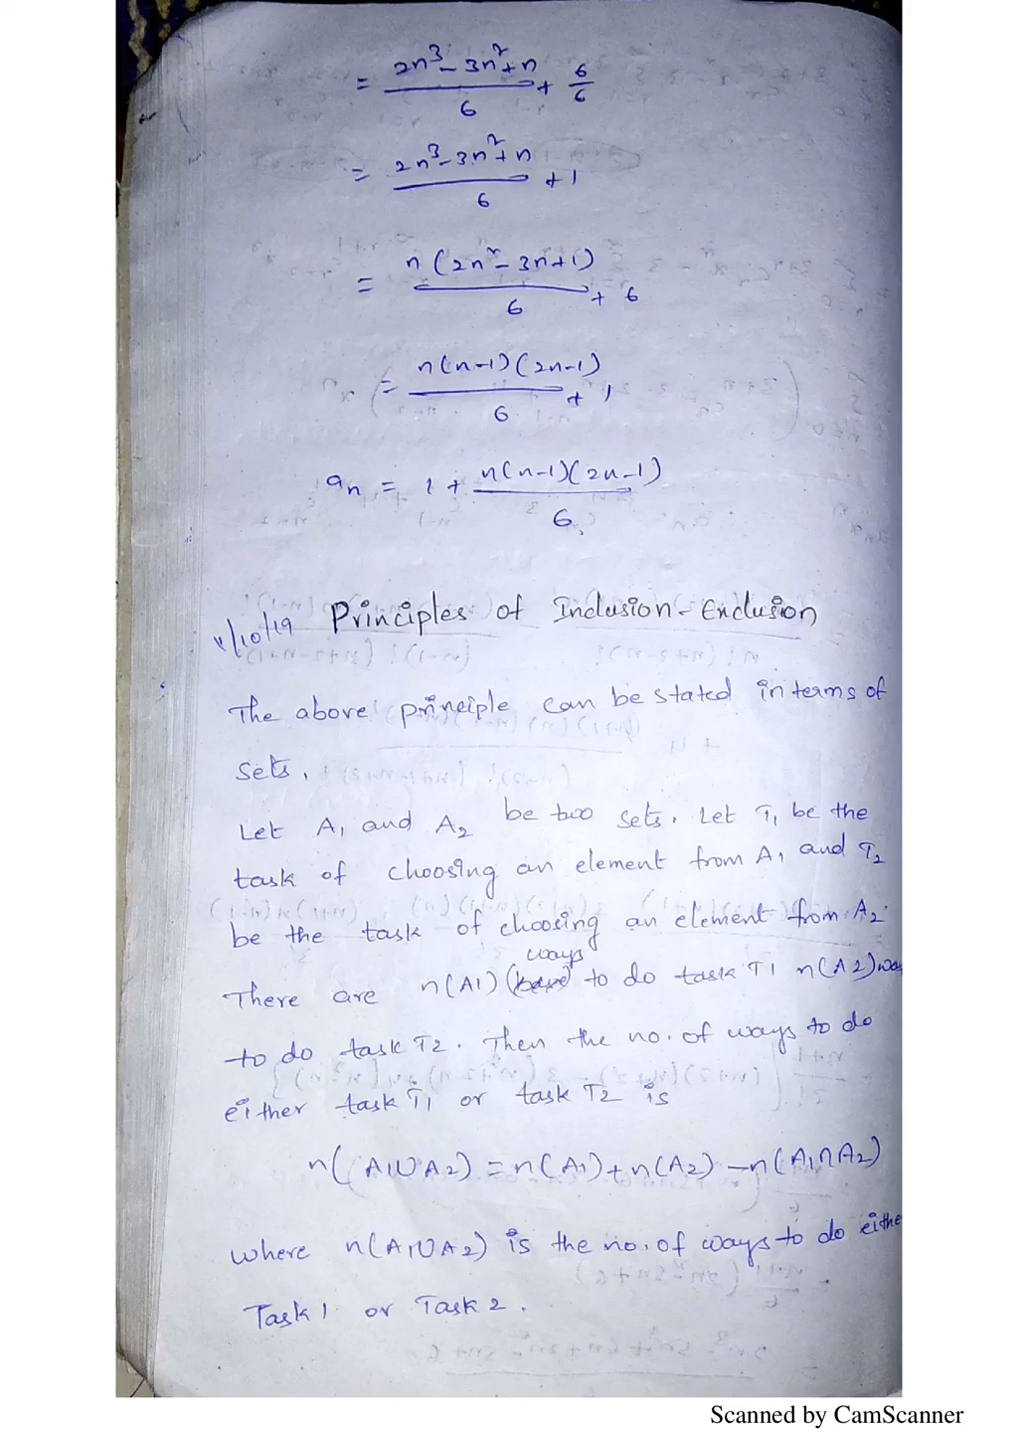 = (2n³ - 3n² + n)/6 + 6/6
= (2n³ - 3n² + n)/6 + 1
= n(2n² - 3n + 1)/6 + 6
= n(n-1)(2n-1)/6 + 1
an = 1 + n(n-1)(2n-1)/6
/10/19 Principles of Inclusion - Exclusion
The above principle can be stated in terms of
sets.
Let A1 and A2 be two sets. Let T1 be the
task of choosing an element from A1 and T2
be the task of choosing an element from A2.
ways
There are n(A1) to do task T1 n(A2) wa
to do task T2. Then the no. of ways to do
either task T1 or task T2 is
n(A1∪A2) = n(A1) + n(A2) - n(A1∩A2)
where n(A1∪A2) is the no. of ways to do eithe
Task 1 or Task 2.
Scanned by CamScanner